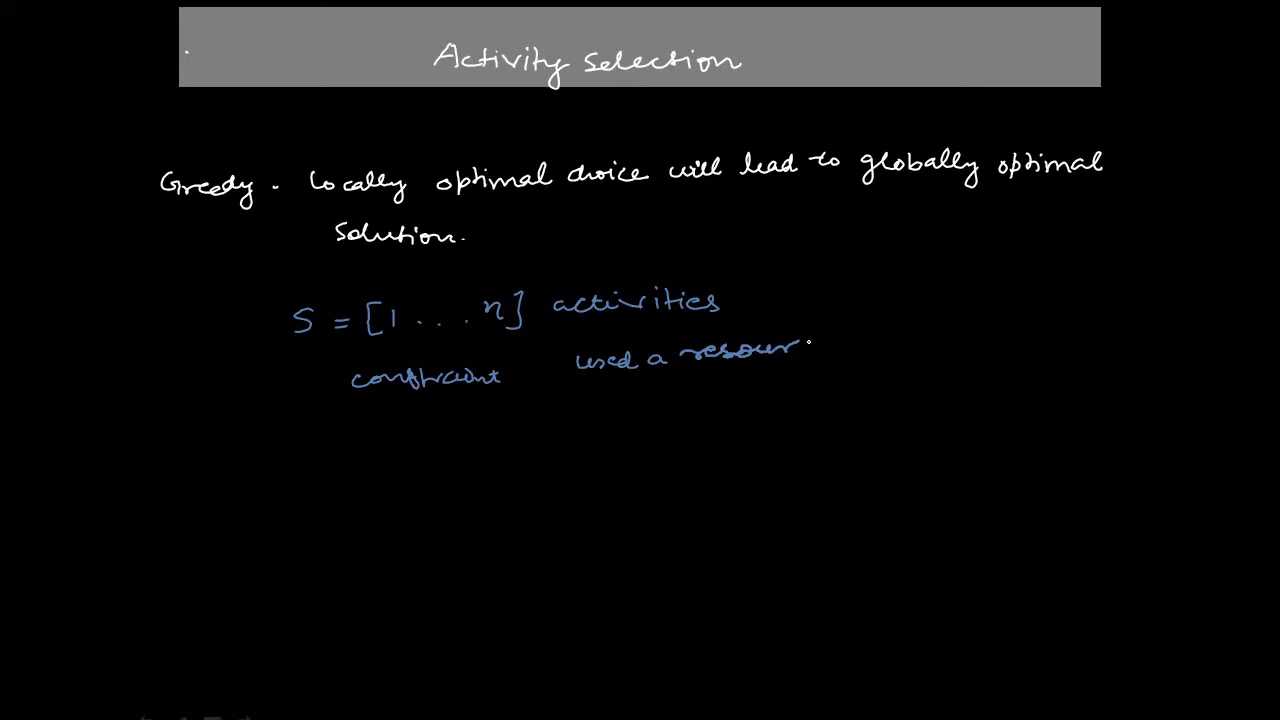 Activity selection
Greedy. Locally optimal choice will lead to globally optimal
solution.
S = [1 . . . n] activities
constraint used a resour